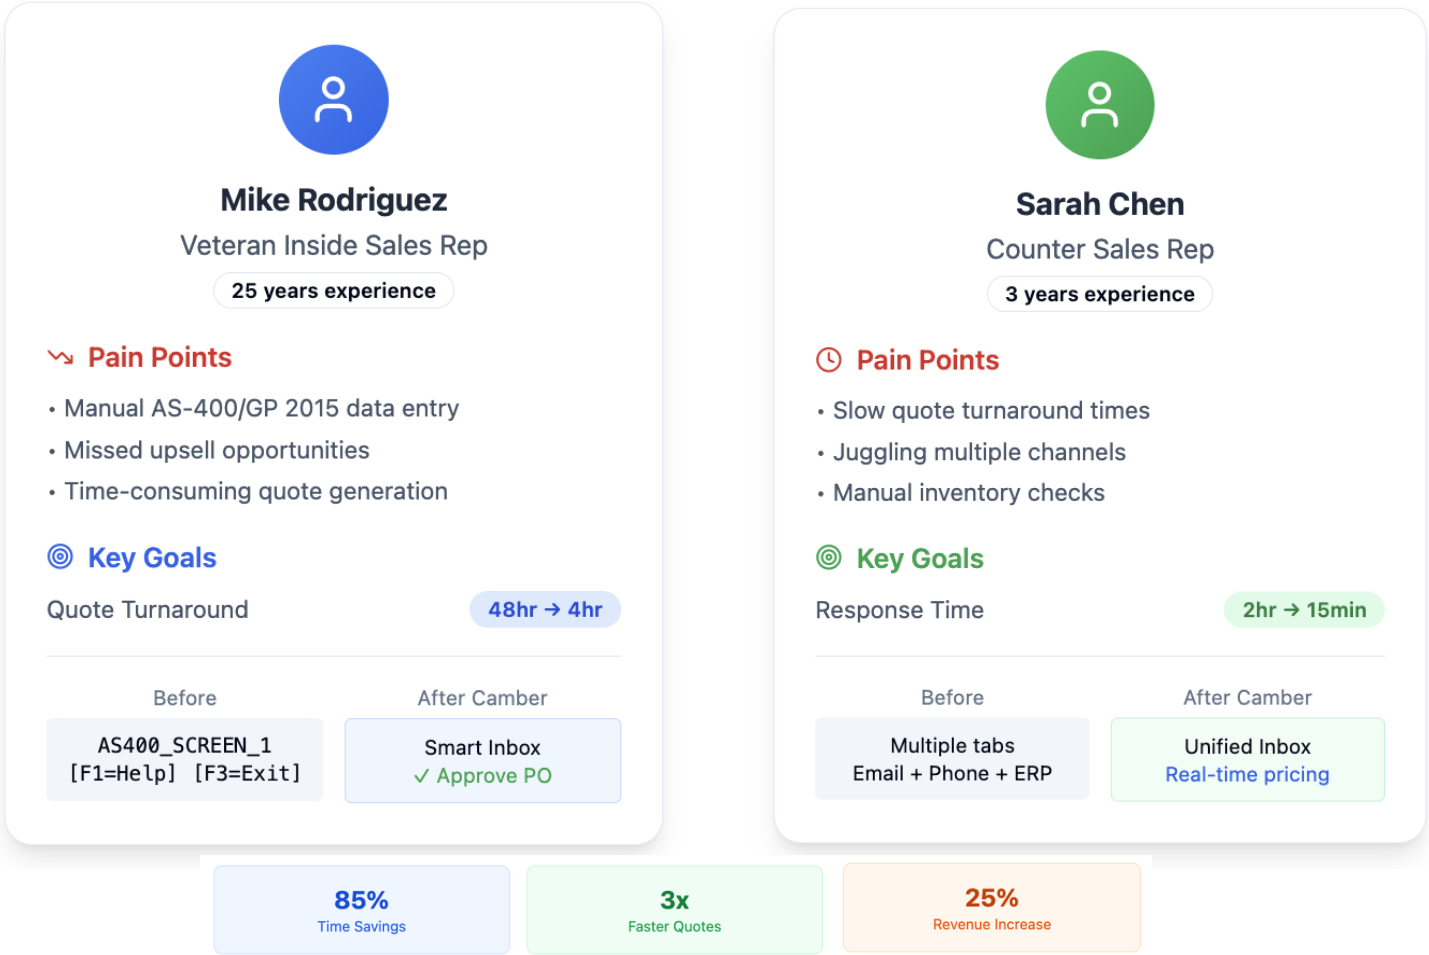 Mike Rodriguez
Veteran Inside Sales Rep
25 years experience
Pain Points
• Manual AS-400/GP 2015 data entry
• Missed upsell opportunities
• Time-consuming quote generation
Key Goals
Quote Turnaround
48hr → 4hr
Before
AS400_SCREEN_1
[F1=Help] [F3=Exit]
After Camber
Smart Inbox
✓ Approve PO
Sarah Chen
Counter Sales Rep
3 years experience
Pain Points
• Slow quote turnaround times
• Juggling multiple channels
• Manual inventory checks
Key Goals
Response Time
2hr → 15min
Before
Multiple tabs
Email + Phone + ERP
After Camber
Unified Inbox
Real-time pricing
85%
Time Savings
3x
Faster Quotes
25%
Revenue Increase